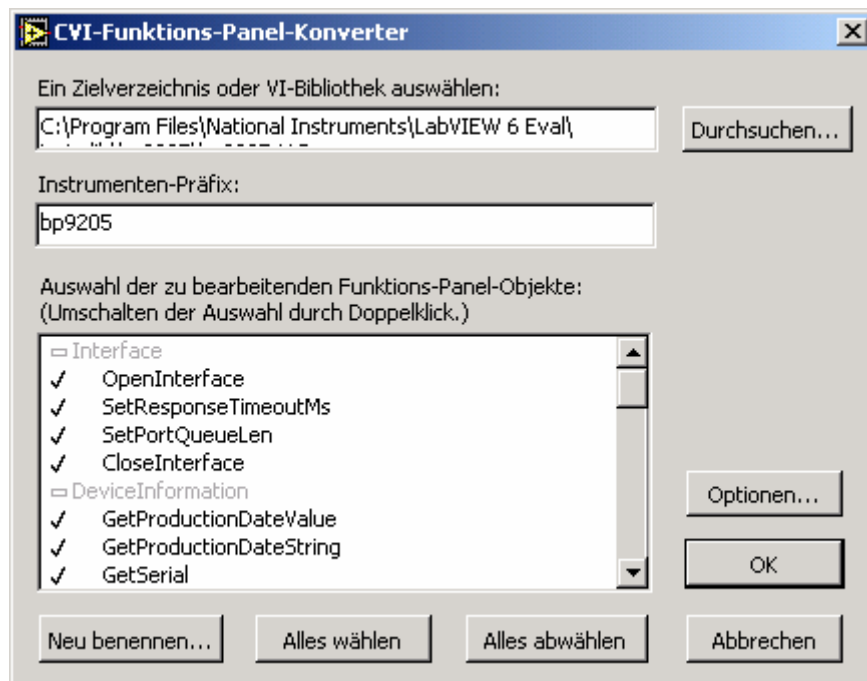 CVI-Funktions-Panel-Konverter
Ein Zielverzeichnis oder VI-Bibliothek auswählen:
C:\Program Files\National Instruments\LabVIEW 6 Eval\
Durchsuchen...
Instrumenten-Präfix:
bp9205
Auswahl der zu bearbeitenden Funktions-Panel-Objekte:
(Umschalten der Auswahl durch Doppelklick.)
Interface
OpenInterface
SetResponseTimeoutMs
SetPortQueueLen
CloseInterface
DeviceInformation
GetProductionDateValue
GetProductionDateString
GetSerial
Optionen...
OK
Neu benennen...
Alles wählen
Alles abwählen
Abbrechen